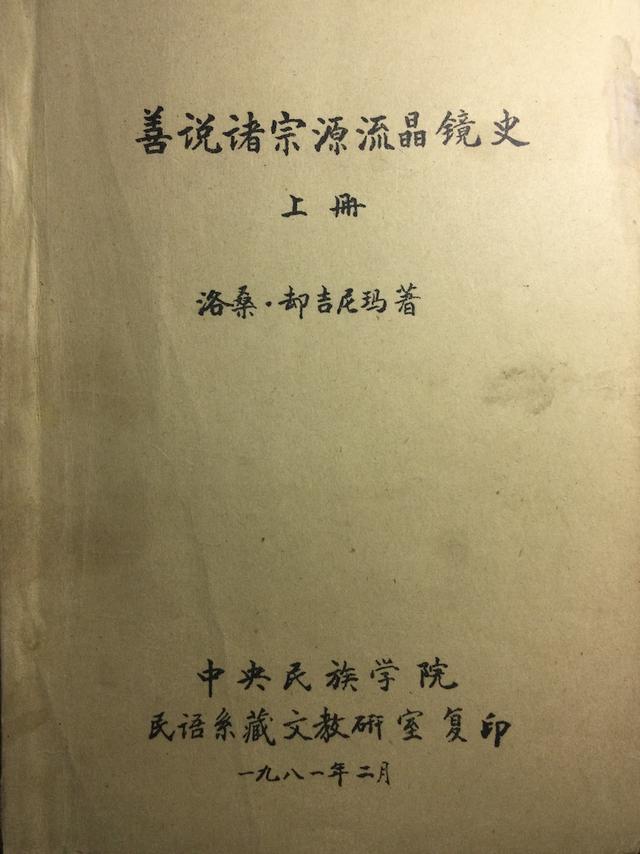 善说诸宗源流晶镜史
上册
洛桑·却吉尼玛著
中央民族学院
民语系藏文教研室复印
一九八一年二月